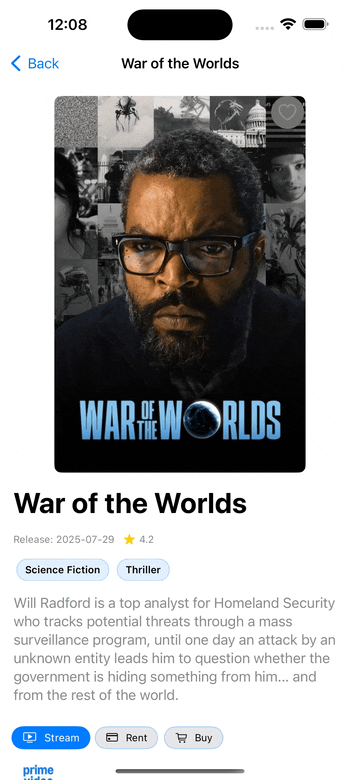 12:08
Back
War of the Worlds
WAR OF THE WORLDS
War of the Worlds
Release: 2025-07-29 4.2
Science Fiction Thriller
Will Radford is a top analyst for Homeland Security
who tracks potential threats through a mass
surveillance program, until one day an attack by an
unknown entity leads him to question whether the
government is hiding something from him... and
from the rest of the world.
Stream Rent Buy
prime
video